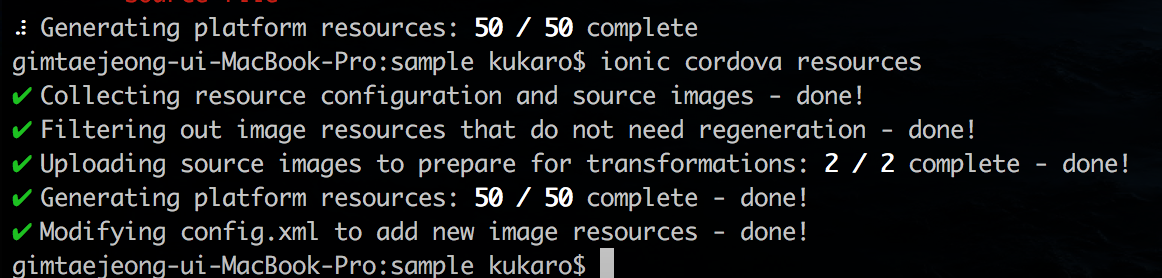 Source File
⠼ Generating platform resources: 50 / 50 complete
gimtaejeong-ui-MacBook-Pro:sample kukaro$ ionic cordova resources
✔ Collecting resource configuration and source images - done!
✔ Filtering out image resources that do not need regeneration - done!
✔ Uploading source images to prepare for transformations: 2 / 2 complete - done!
✔ Generating platform resources: 50 / 50 complete - done!
✔ Modifying config.xml to add new image resources - done!
gimtaejeong-ui-MacBook-Pro:sample kukaro$